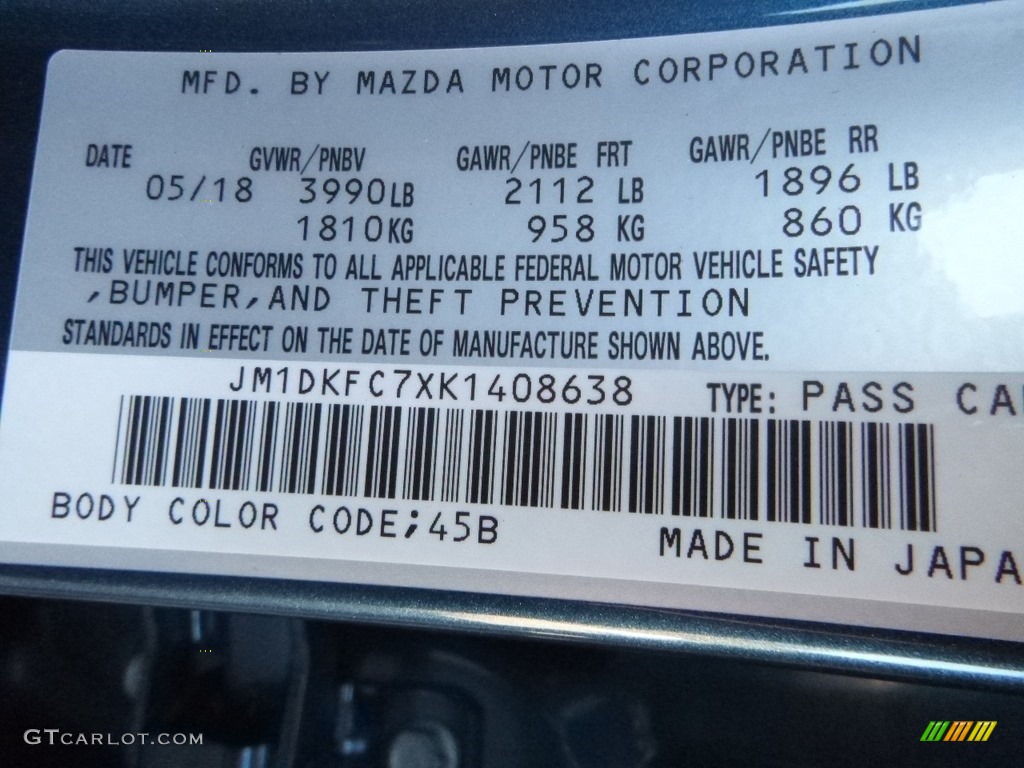 MFD. BY MAZDA MOTOR CORPORATION
DATE GVWR/PNBV GAWR/PNBE FRT GAWR/PNBE RR
05/18 3990LB 2112 LB 1896 LB
1810KG 958 KG 860 KG
THIS VEHICLE CONFORMS TO ALL APPLICABLE FEDERAL MOTOR VEHICLE SAFETY
,BUMPER,AND THEFT PREVENTION
STANDARDS IN EFFECT ON THE DATE OF MANUFACTURE SHOWN ABOVE.
JM1DKFC7XK1408638 TYPE: PASS CA
BODY COLOR CODE;45B MADE IN JAPA
GTCARLOT.COM